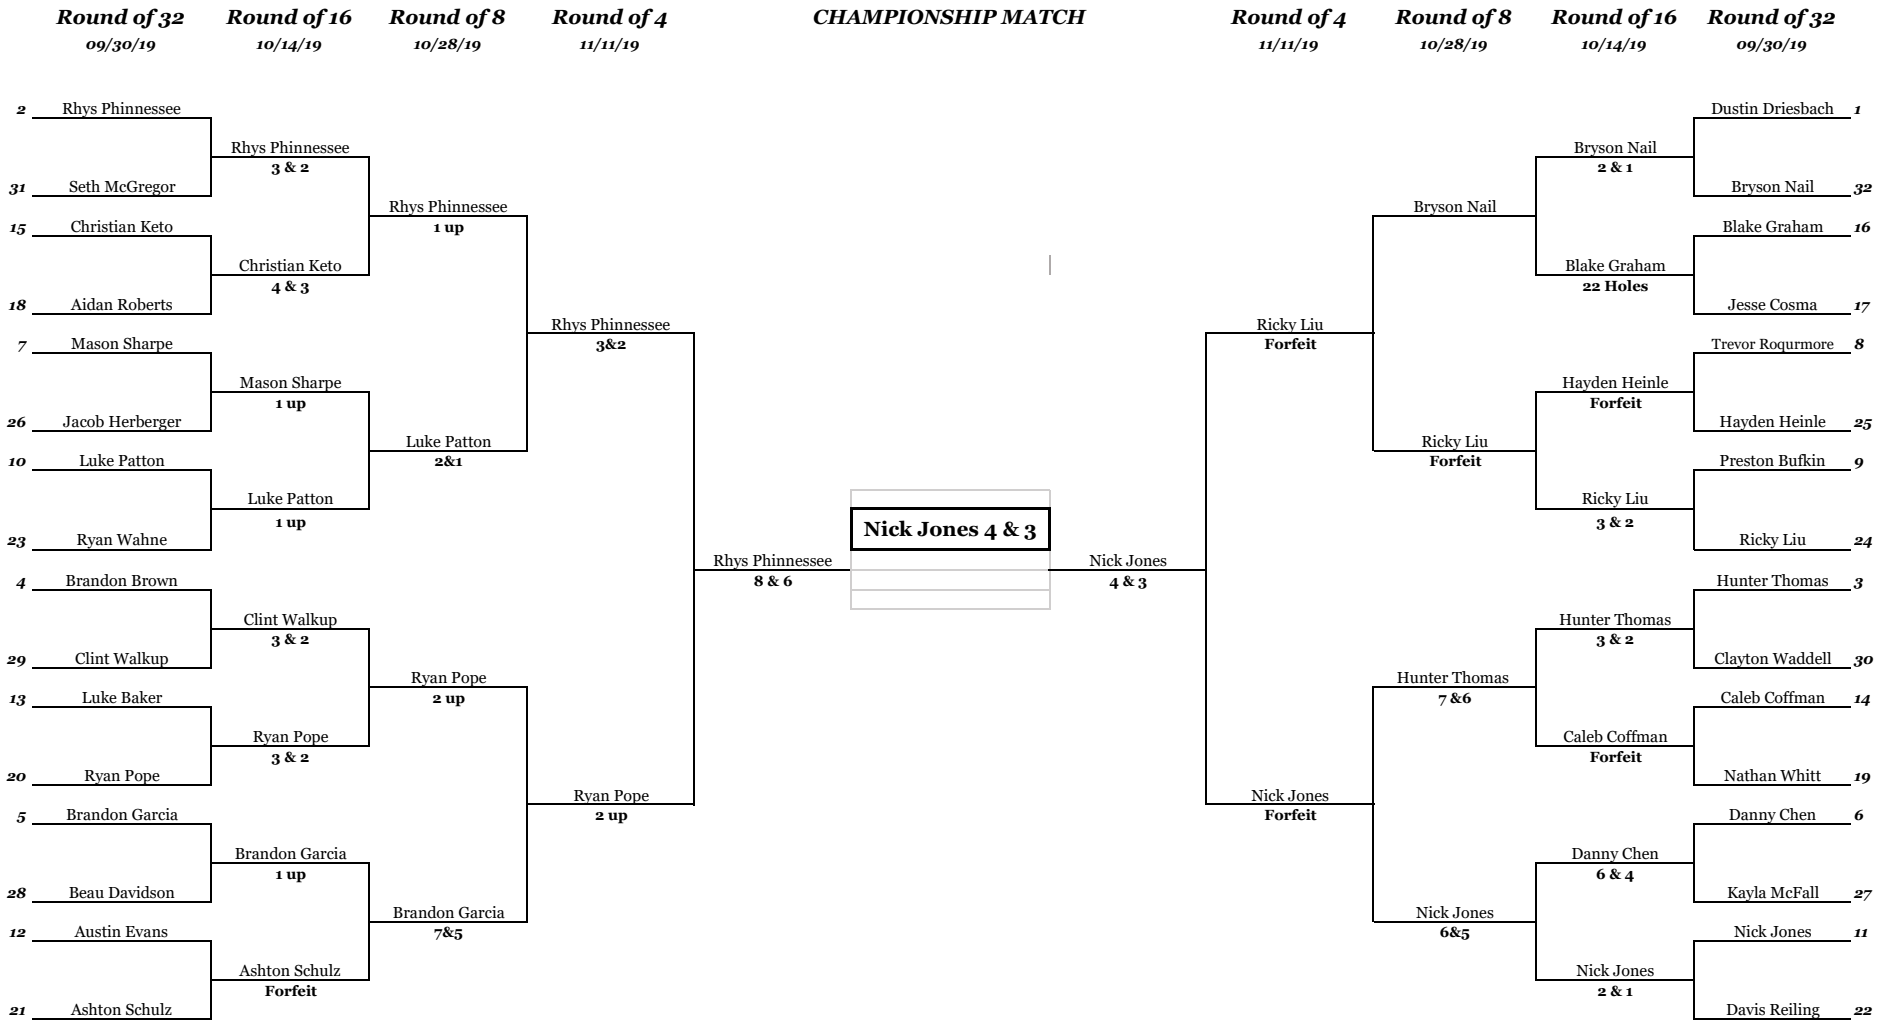 Round of 32 Round of 16 Round of 8 Round of 4 CHAMPIONSHIP MATCH Round of 4 Round of 8 Round of 16 Round of 32
09/30/19 10/14/19 10/28/19 11/11/19 11/11/19 10/28/19 10/14/19 09/30/19
2 Rhys Phinnessee Dustin Driesbach 1
Rhys Phinnessee Bryson Nail
3 & 2 2 & 1
31 Seth McGregor Bryson Nail 32
Rhys Phinnessee Bryson Nail
15 Christian Keto 1 up Blake Graham 16
Christian Keto Blake Graham
4 & 3 22 Holes
18 Aidan Roberts Jesse Cosma 17
Rhys Phinnessee Ricky Liu
7 Mason Sharpe 3&2 Forfeit Trevor Roqurmore 8
Mason Sharpe Hayden Heinle
1 up Forfeit
26 Jacob Herberger Hayden Heinle 25
Luke Patton Ricky Liu
10 Luke Patton 2&1 Forfeit Preston Bufkin 9
Luke Patton Ricky Liu
1 up 3 & 2
Nick Jones 4 & 3
23 Ryan Wahne Ricky Liu 24
Rhys Phinnessee Nick Jones
4 Brandon Brown 8 & 6 4 & 3 Hunter Thomas 3
Clint Walkup Hunter Thomas
3 & 2 3 & 2
29 Clint Walkup Clayton Waddell 30
Ryan Pope Hunter Thomas
13 Luke Baker 2 up 7 &6 Caleb Coffman 14
Ryan Pope Caleb Coffman
3 & 2 Forfeit
20 Ryan Pope Nathan Whitt 19
Ryan Pope Nick Jones
5 Brandon Garcia 2 up Forfeit Danny Chen 6
Brandon Garcia Danny Chen
1 up 6 & 4
28 Beau Davidson Kayla McFall 27
Brandon Garcia Nick Jones
12 Austin Evans 7&5 6&5 Nick Jones 11
Ashton Schulz Nick Jones
Forfeit 2 & 1
21 Ashton Schulz Davis Reiling 22